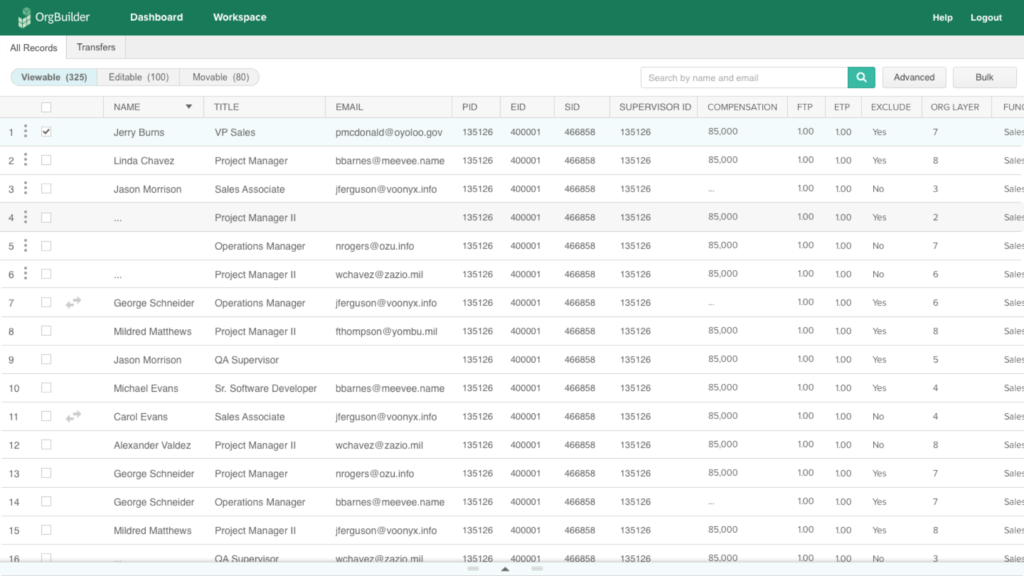 OrgBuilder Dashboard Workspace Help Logout
All Records Transfers
Viewable (325) Editable (100) Movable (80) Search by name and email Advanced Bulk
NAME TITLE EMAIL PID EID SID SUPERVISOR ID COMPENSATION FTP ETP EXCLUDE ORG LAYER FUNC
1 Jerry Burns VP Sales pmcdonald@oyoloo.gov 135126 400001 466858 135126 85,000 1.00 1.00 Yes 7 Sales
2 Linda Chavez Project Manager bbarnes@meevee.name 135126 400001 466858 135126 85,000 1.00 1.00 Yes 8 Sales
3 Jason Morrison Sales Associate jferguson@voonyx.info 135126 400001 466858 135126 ... 1.00 1.00 No 3 Sales
4 ... Project Manager II 135126 400001 466858 135126 85,000 1.00 1.00 Yes 2 Sales
5 Operations Manager nrogers@ozu.info 135126 400001 466858 135126 85,000 1.00 1.00 No 7 Sales
6 ... Project Manager II wchavez@zazio.mil 135126 400001 466858 135126 85,000 1.00 1.00 No 6 Sales
7 George Schneider Operations Manager jferguson@voonyx.info 135126 400001 466858 135126 ... 1.00 1.00 Yes 6 Sales
8 Mildred Matthews Project Manager II fthompson@yombu.mil 135126 400001 466858 135126 85,000 1.00 1.00 Yes 8 Sales
9 Jason Morrison QA Supervisor 135126 400001 466858 135126 85,000 1.00 1.00 Yes 5 Sales
10 Michael Evans Sr. Software Developer bbarnes@meevee.name 135126 400001 466858 135126 85,000 1.00 1.00 Yes 4 Sales
11 Carol Evans Sales Associate jferguson@voonyx.info 135126 400001 466858 135126 85,000 1.00 1.00 No 4 Sales
12 Alexander Valdez Project Manager II wchavez@zazio.mil 135126 400001 466858 135126 85,000 1.00 1.00 No 8 Sales
13 George Schneider Project Manager nrogers@ozu.info 135126 400001 466858 135126 85,000 1.00 1.00 Yes 7 Sales
14 George Schneider Operations Manager bbarnes@meevee.name 135126 400001 466858 135126 ... 1.00 1.00 Yes 7 Sales
15 Mildred Matthews Project Manager II jferguson@voonyx.info 135126 400001 466858 135126 85,000 1.00 1.00 Yes 8 Sales
16 ... QA Supervisor wchavez@zazio.mil 135126 400001 466858 135126 85,000 1.00 1.00 No 3 Sales